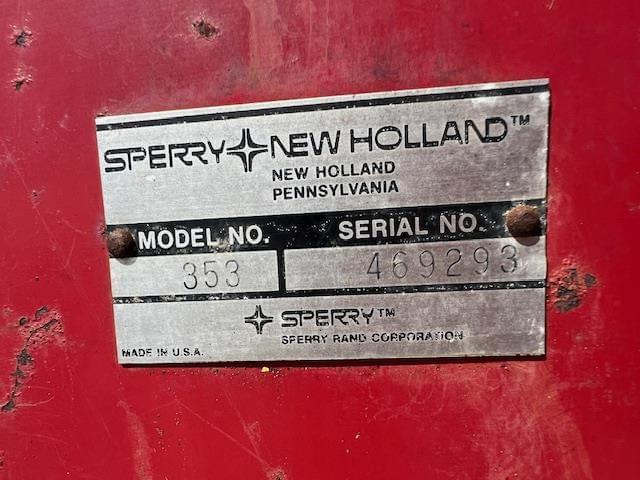 SPERRY NEW HOLLAND™
NEW HOLLAND
PENNSYLVANIA
MODEL NO. SERIAL NO.
353 469293
SPERRY™
SPERRY RAND CORPORATION
MADE IN U.S.A.